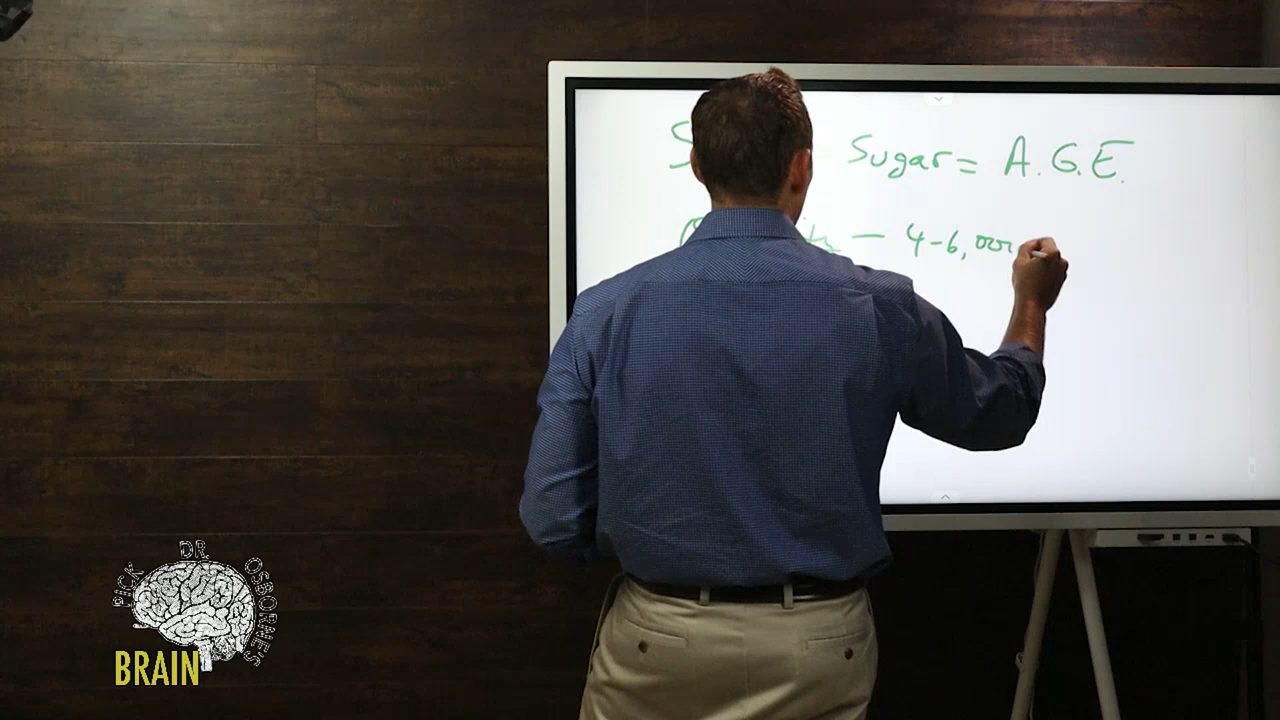 Sugar = A.G.E.
— 4-6,000
PICK DR. OSBORNE'S
BRAIN